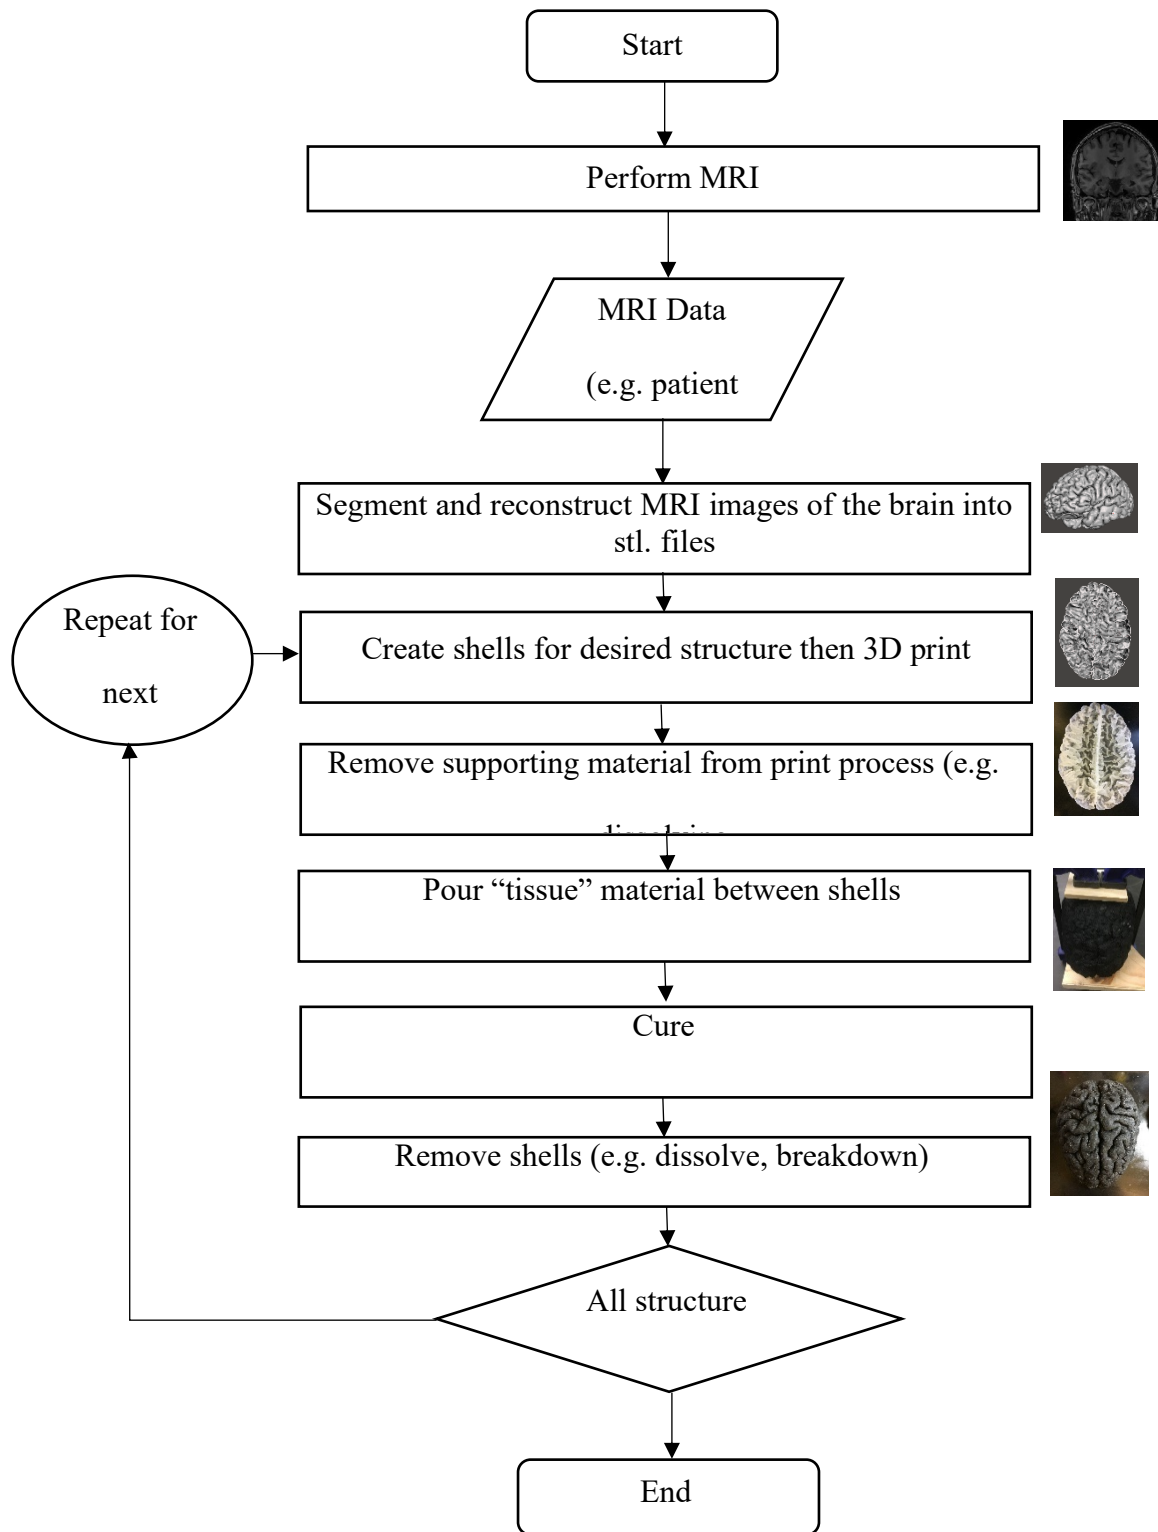 Start
Perform MRI
MRI Data
(e.g. patient
Segment and reconstruct MRI images of the brain into
stl. files
Repeat for
next
Create shells for desired structure then 3D print
Remove supporting material from print process (e.g.
Pour “tissue” material between shells
Cure
Remove shells (e.g. dissolve, breakdown)
All structure
End